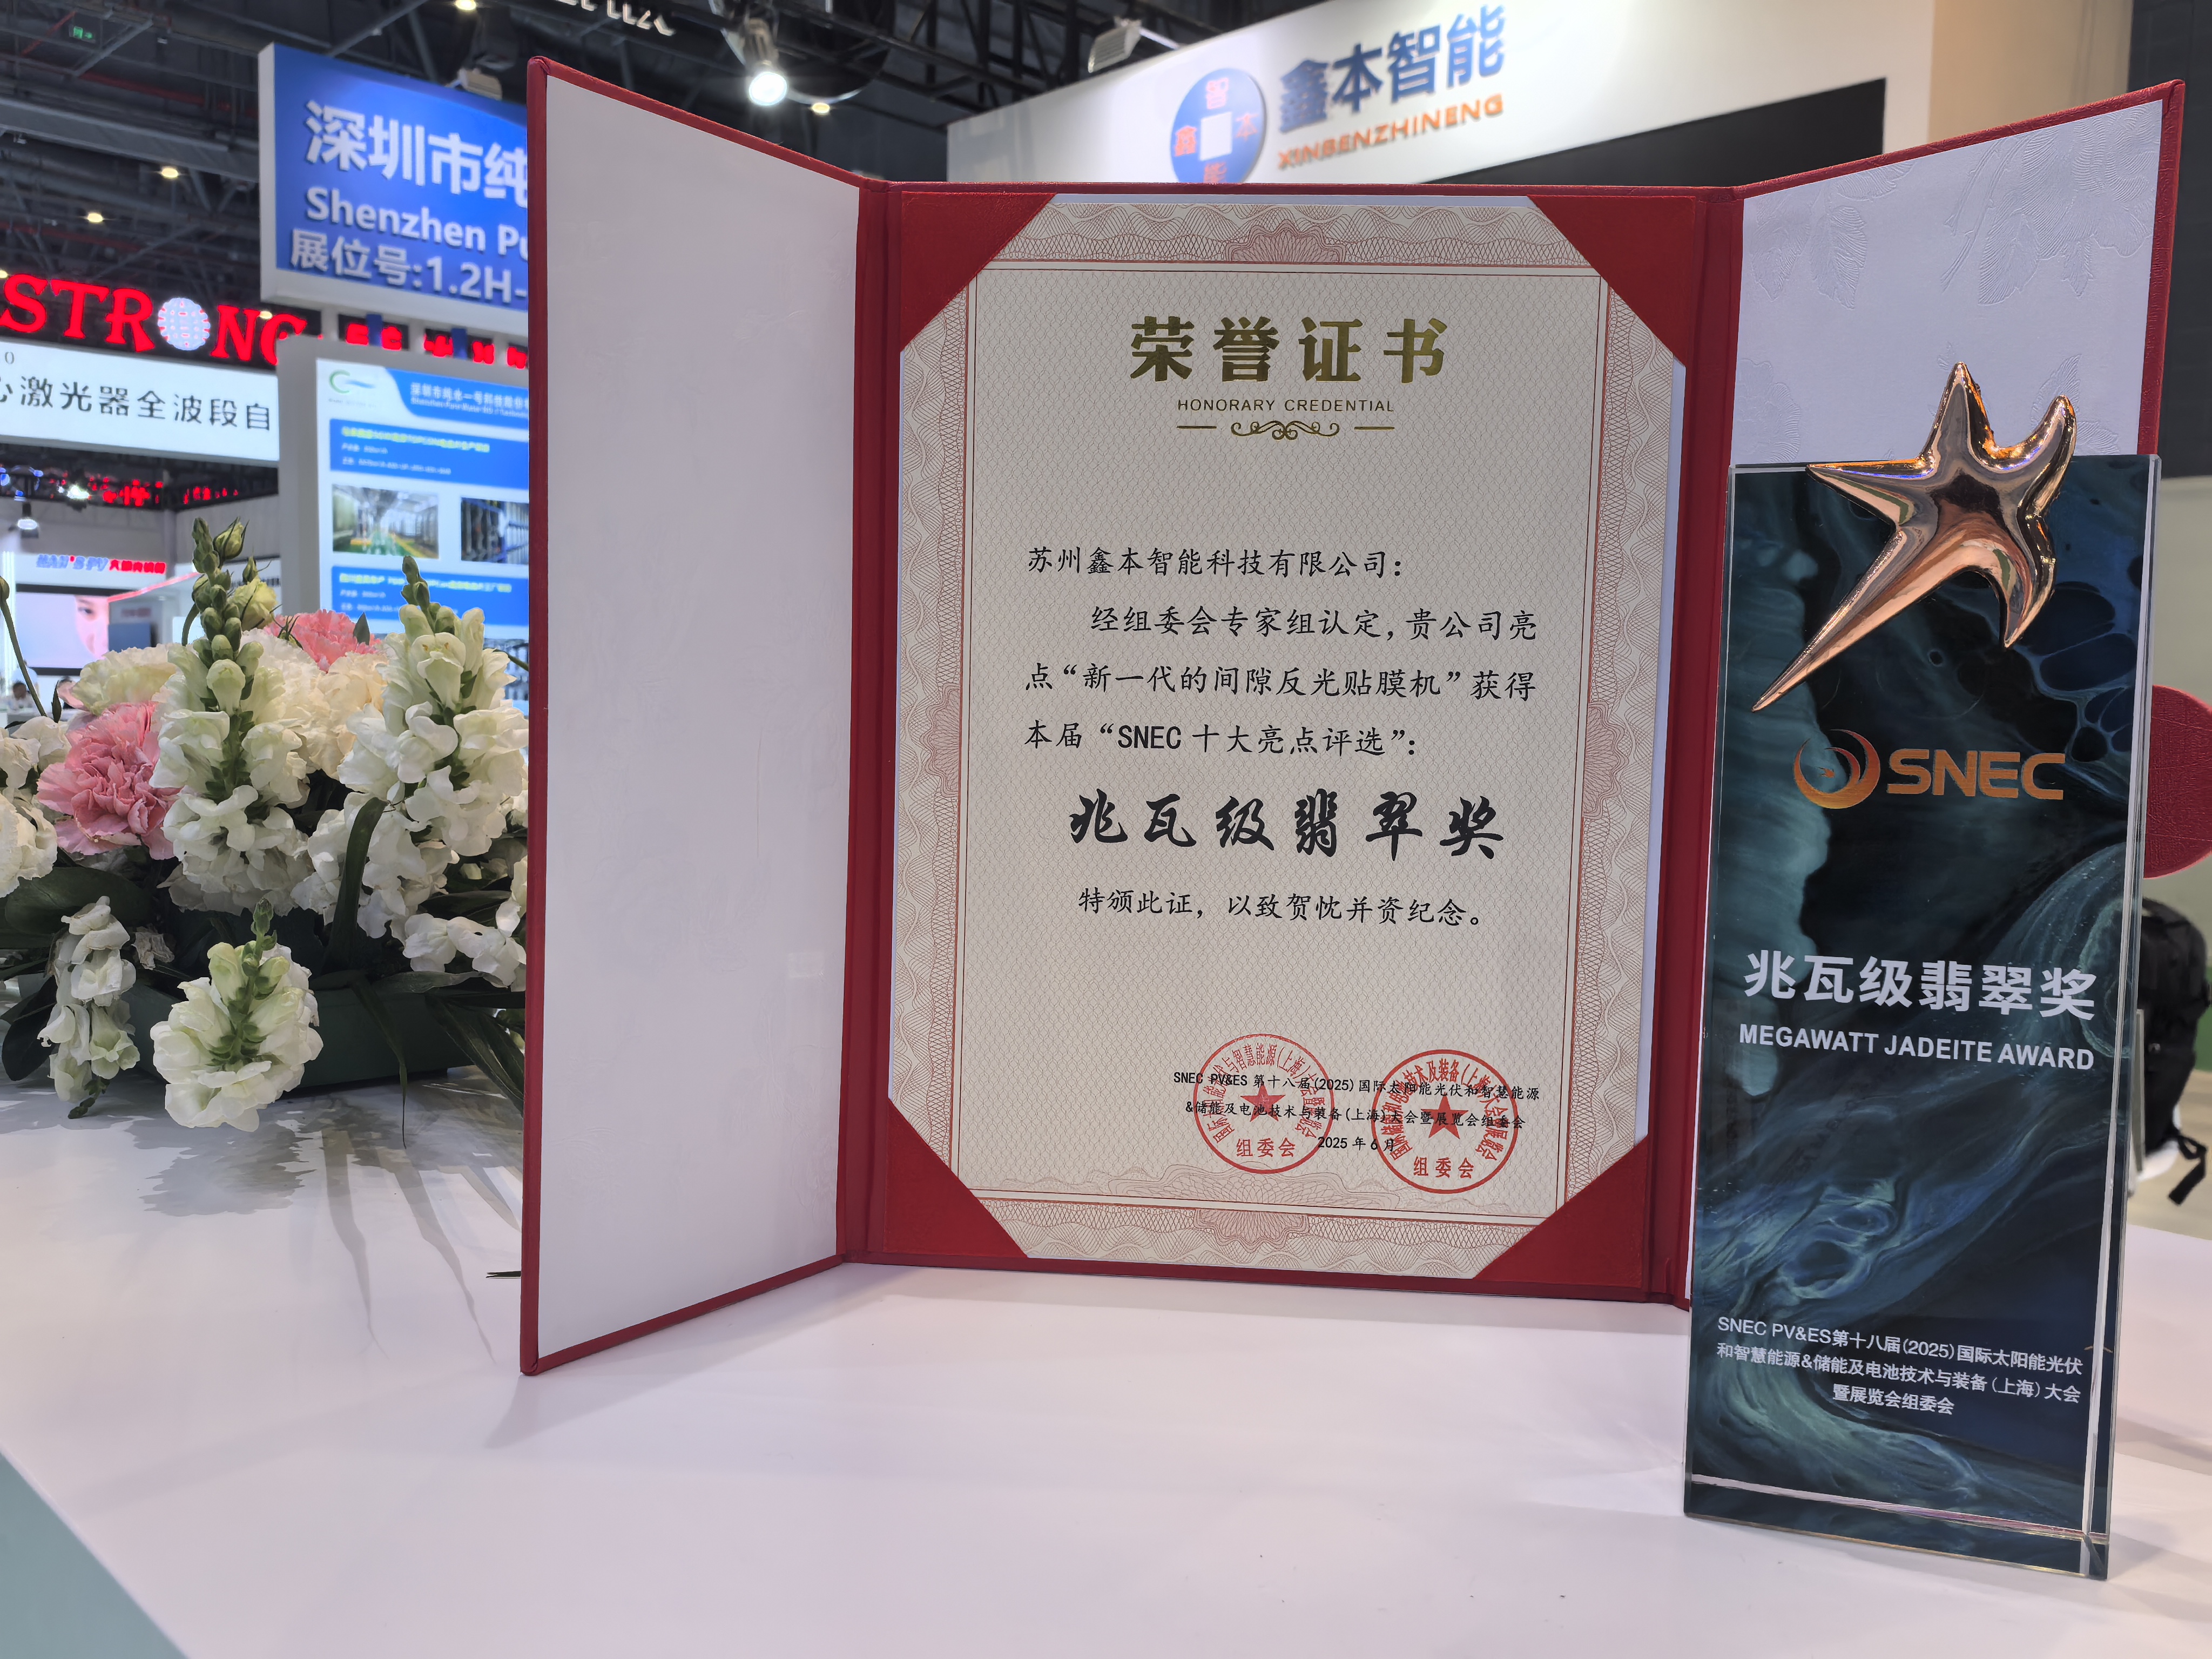 鑫本智能
XINBENZHINENG
智
鑫 本
能
深圳市纯
Shenzhen Pu
展位号:1.2H-
STRONG
激光器全波段自
荣誉证书
HONORARY CREDENTIAL
苏州鑫本智能科技有限公司：
经组委会专家组认定，贵公司亮
点“新一代的间隙反光贴膜机”获得
本届“SNEC十大亮点评选”：
兆瓦级翡翠奖
特颁此证，以致贺忱并资纪念。
SNEC PV&ES 第十八届(2025)国际太阳能光伏和智慧能源
&储能及电池技术与装备(上海)大会暨展览会组委会
2025 年 6 月
组委会
组委会
SNEC
兆瓦级翡翠奖
MEGAWATT JADEITE AWARD
SNEC PV&ES第十八届(2025)国际太阳能光伏
和智慧能源&储能及电池技术与装备(上海)大会
暨展览会组委会